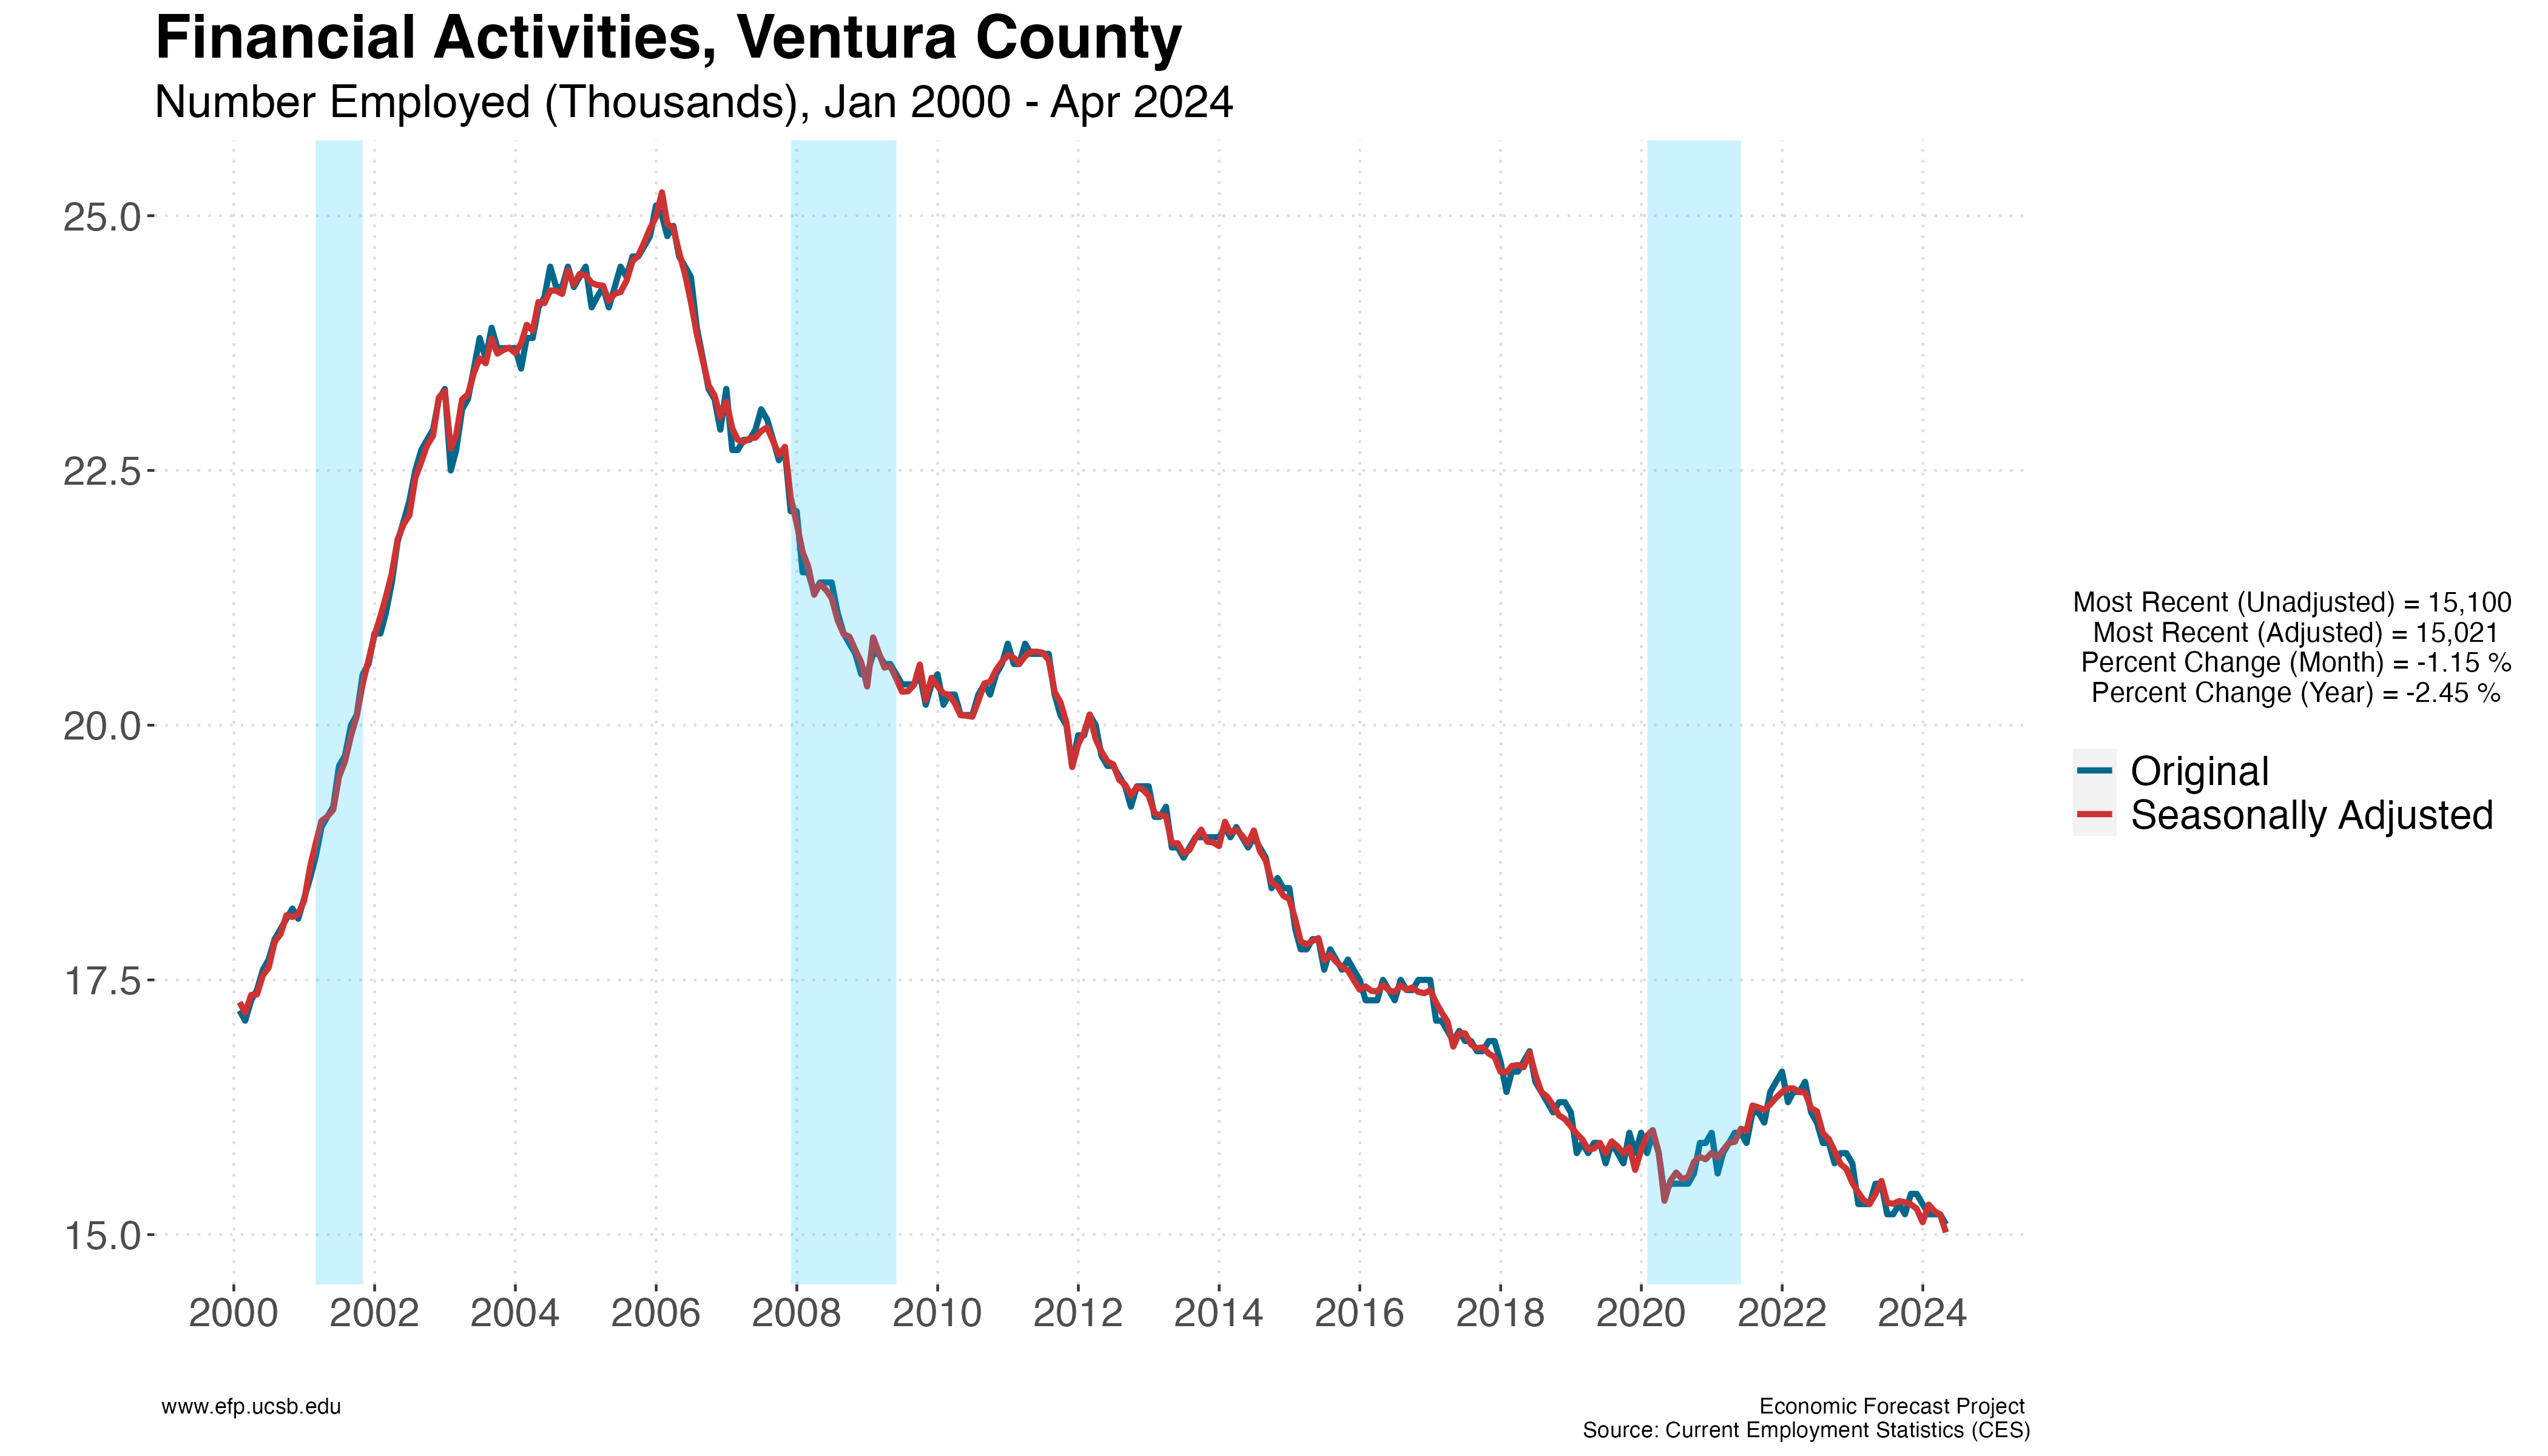 Financial Activities, Ventura County
Number Employed (Thousands), Jan 2000 - Apr 2024
25.0
22.5
20.0
17.5
15.0
2000 2002 2004 2006 2008 2010 2012 2014 2016 2018 2020 2022 2024
Most Recent (Unadjusted) = 15,100
Most Recent (Adjusted) = 15,021
Percent Change (Month) = -1.15 %
Percent Change (Year) = -2.45 %
Original
Seasonally Adjusted
www.efp.ucsb.edu
Economic Forecast Project
Source: Current Employment Statistics (CES)